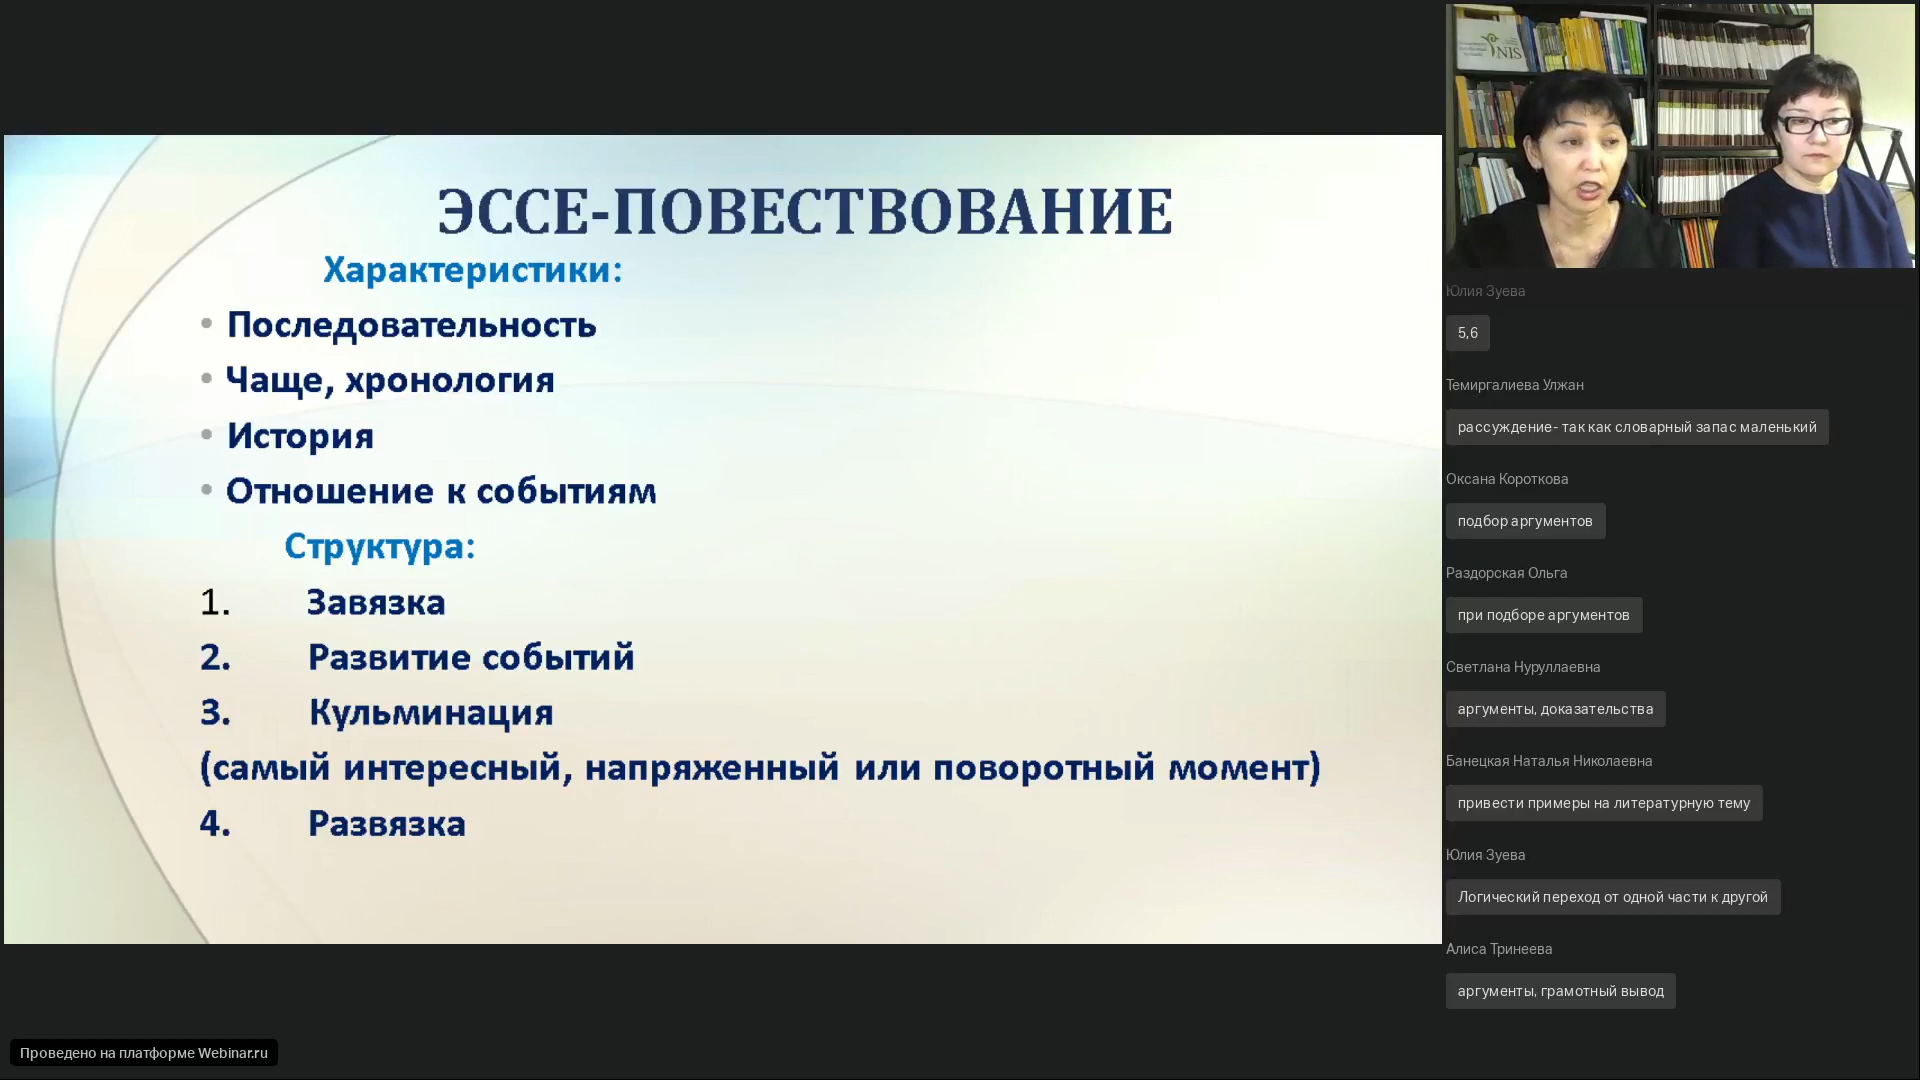 ЭССЕ-ПОВЕСТВОВАНИЕ
Характеристики:
• Последовательность
• Чаще, хронология
• История
• Отношение к событиям
Структура:
1. Завязка
2. Развитие событий
3. Кульминация
(самый интересный, напряженный или поворотный момент)
4. Развязка
NIS
Юлия Зуева
5,6
Темиргалиева Улжан
рассуждение- так как словарный запас маленький
Оксана Короткова
подбор аргументов
Раздорская Ольга
при подборе аргументов
Светлана Нуруллаевна
аргументы, доказательства
Банецкая Наталья Николаевна
привести примеры на литературную тему
Юлия Зуева
Логический переход от одной части к другой
Алиса Тринеева
аргументы, грамотный вывод
Проведено на платформе Webinar.ru